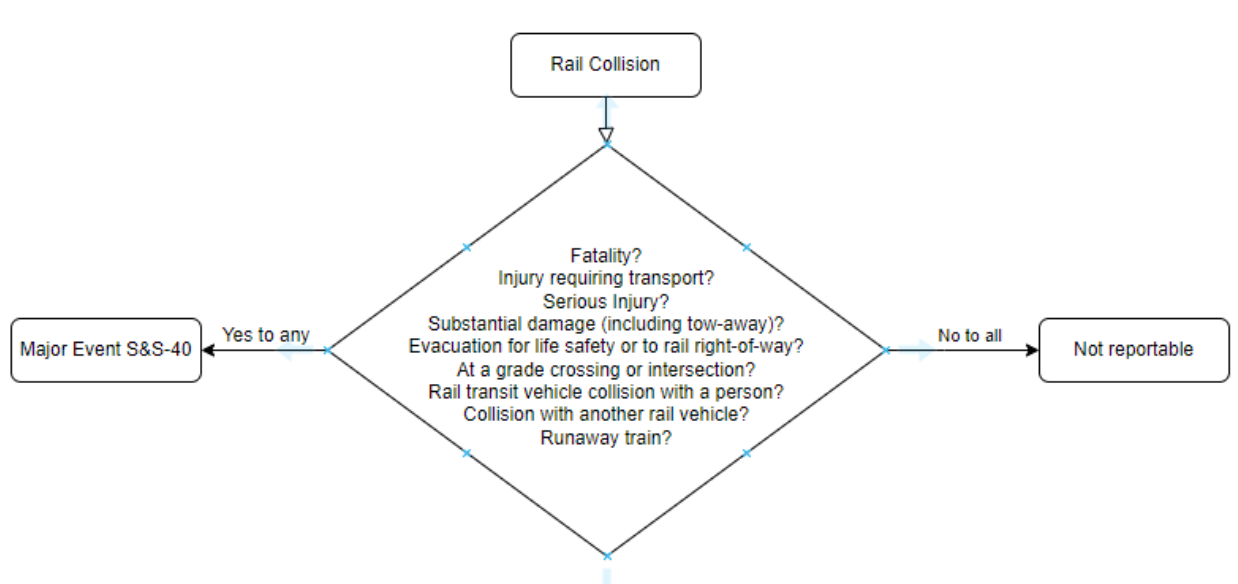 Rail Collision
Fatality?
Injury requiring transport?
Serious Injury?
Substantial damage (including tow-away)?
Evacuation for life safety or to rail right-of-way?
At a grade crossing or intersection?
Rail transit vehicle collision with a person?
Collision with another rail vehicle?
Runaway train?
Yes to any
Major Event S&S-40
No to all
Not reportable